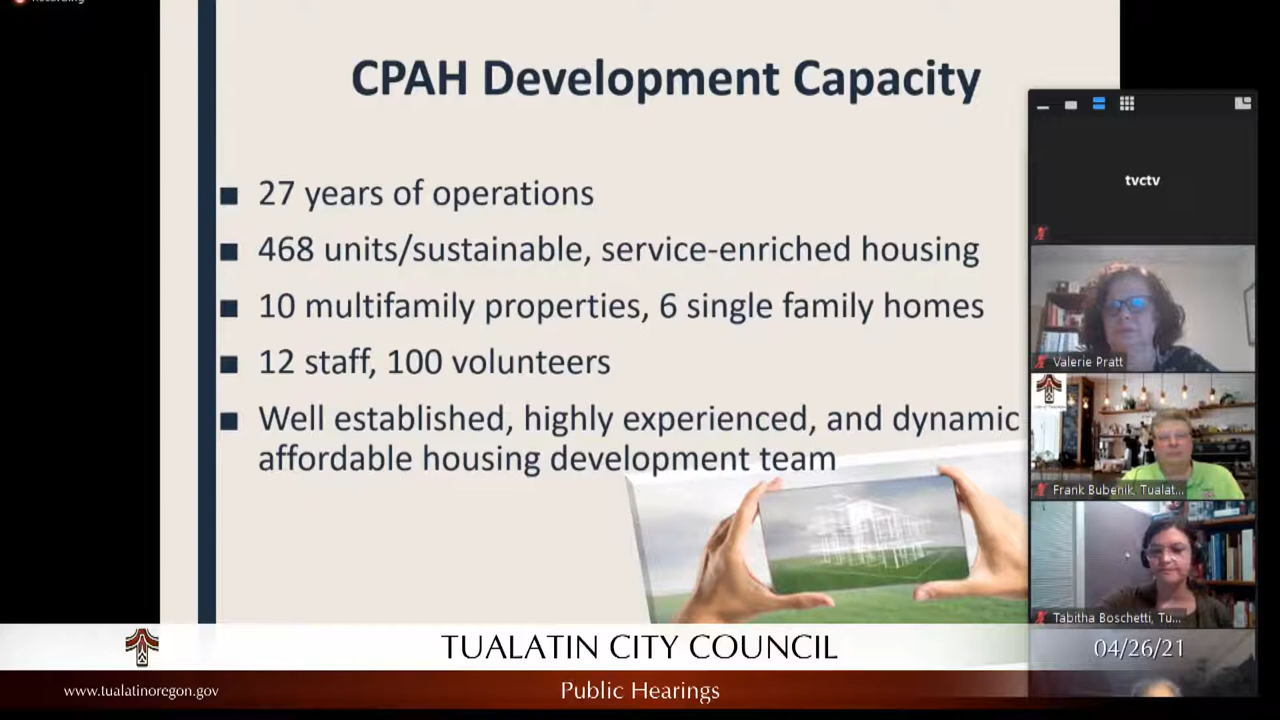 Recording
CPAH Development Capacity
■ 27 years of operations
■ 468 units/sustainable, service-enriched housing
■ 10 multifamily properties, 6 single family homes
■ 12 staff, 100 volunteers
■ Well established, highly experienced, and dynamic
affordable housing development team
tvctv
Valerie Pratt
Frank Bubenik, Tualat...
Tabitha Boschetti, Tu...
TUALATIN CITY COUNCIL
04/26/21
www.tualatinoregon.gov
Public Hearings